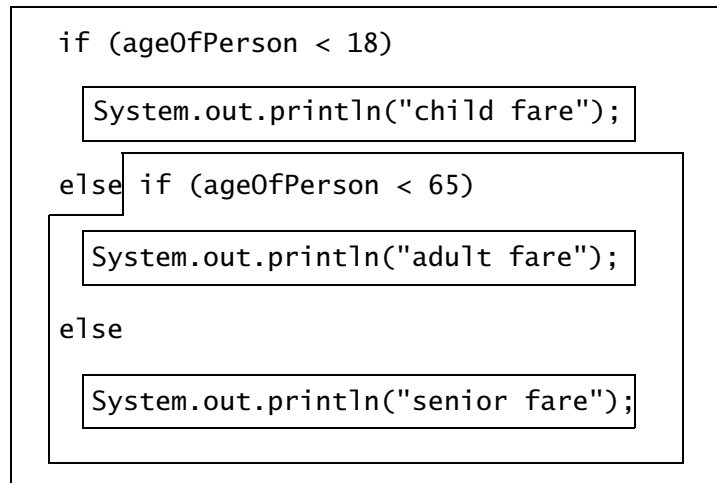 if (ageOfPerson < 18)
System.out.println("child fare");
else if (ageOfPerson < 65)
System.out.println("adult fare");
else
System.out.println("senior fare");